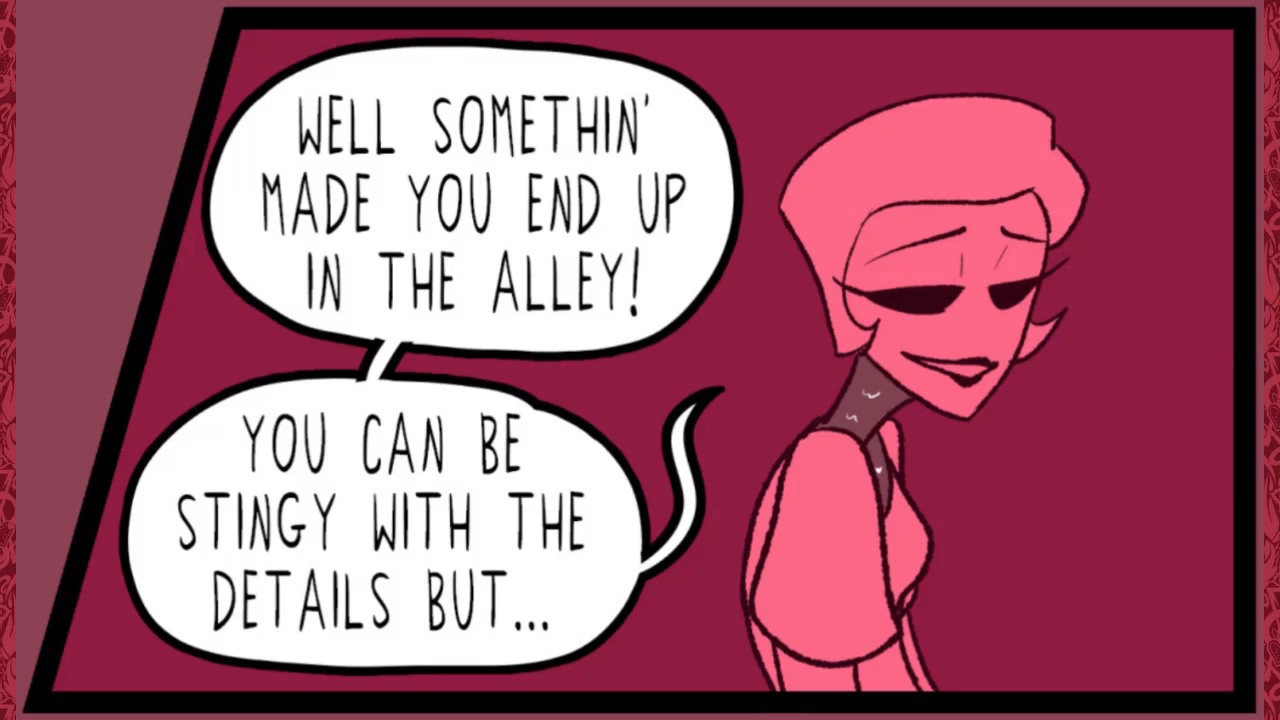 WELL SOMETHIN'
MADE YOU END UP
IN THE ALLEY!
YOU CAN BE
STINGY WITH THE
DETAILS BUT...